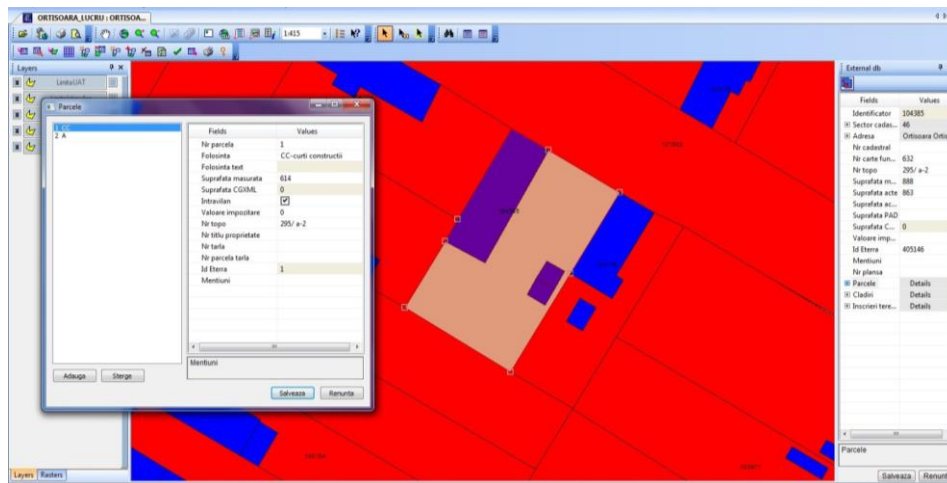 ORTISOARA_LUCRU : ORTISOA...
1:415
Layers
LimitaUAT
Layers
Rasters
Parcele
1 CC
2 A
Fields
Values
Nr parcela
1
Folosinta
CC-curti constructii
Folosinta text
Suprafata masurata
614
Suprafata CGXML
0
Intravilan
Valoare impozitare
0
Nr topo
295/ a-2
Nr titlu proprietate
Nr tarla
Nr parcela tarla
Id Eterra
1
Mentiuni
Mentiuni
Adauga
Sterge
Salveaza
Renunta
External db
Fields
Values
Identificator
104385
Sector cadas...
46
Adresa
Ortisoara Ortis
Nr cadastral
Nr carte fun...
632
Nr topo
295/ a-2
Suprafata m...
888
Suprafata acte
863
Suprafata ac...
Suprafata PAD
Suprafata C...
0
Valoare imp...
Id Eterra
405146
Mentiuni
Nr plansa
Parcele
Details
Cladiri
Details
Inscrieri tere...
Details
Parcele
Salveaza
Renunt